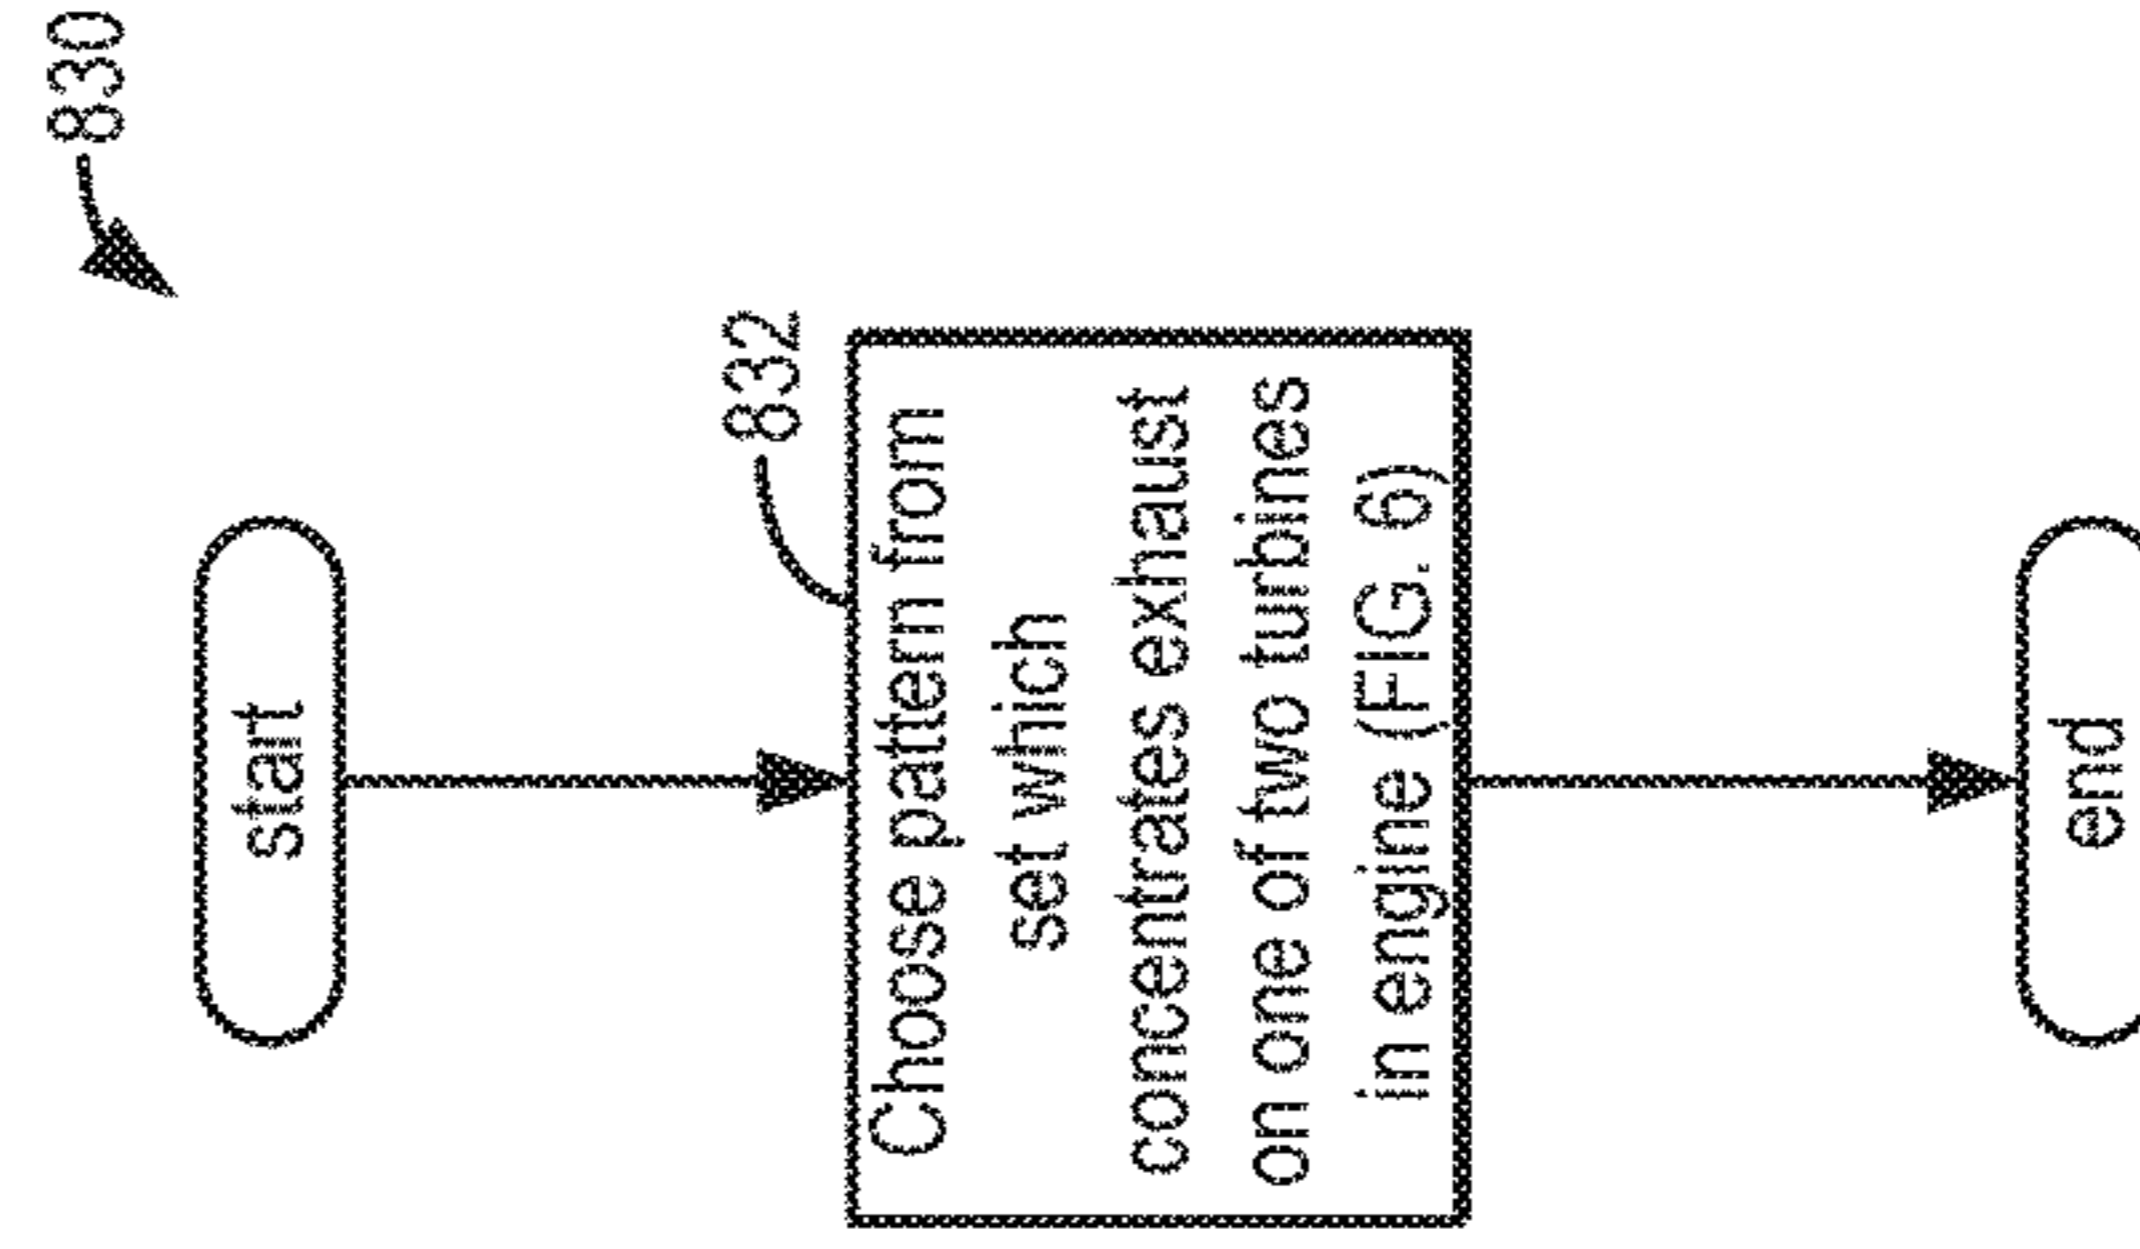 830
start
832
Choose pattern from
set which
concentrates exhaust
on one of two turbines
in engine (FIG. 6)
end